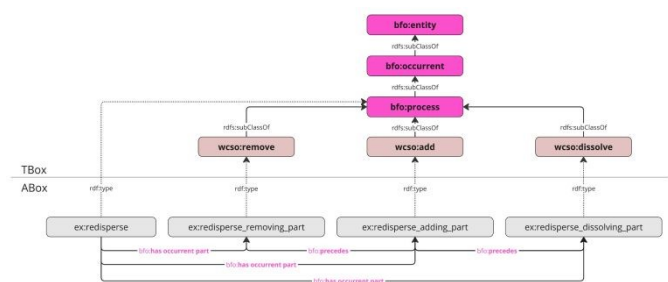 bfo:entity
rdfs:subClassOf
bfo:occurrent
rdfs:subClassOf
bfo:process
rdfs:subClassOf rdfs:subClassOf rdfs:subClassOf
wcso:remove wcso:add wcso:dissolve
TBox
ABox
rdf:type rdf:type rdf:type rdf:type
ex:redisperse ex:redisperse_removing_part ex:redisperse_adding_part ex:redisperse_dissolving_part
bfo:has occurrent part bfo:precedes bfo:precedes
bfo:has occurrent part
bfo:has occurrent part